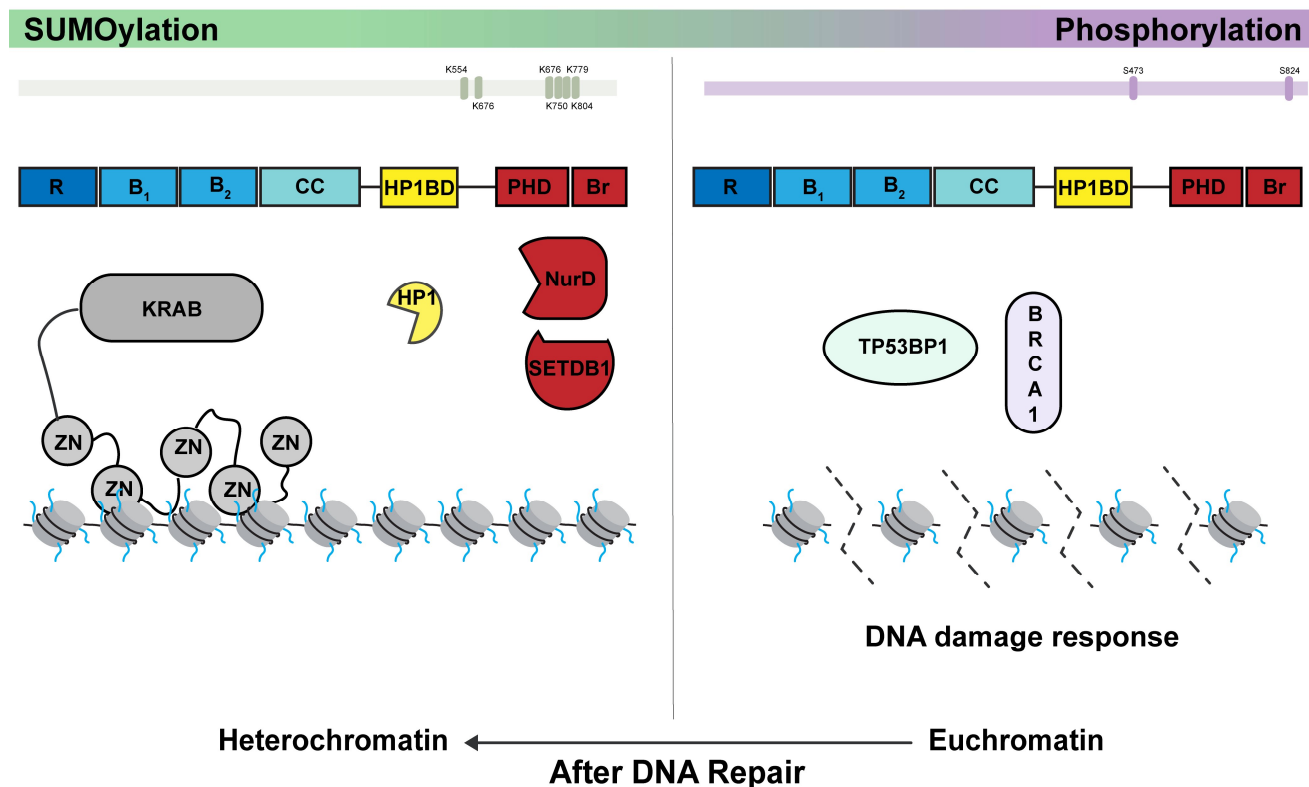 SUMOylation
Phosphorylation
K554
K676 K779
K676
K750 K804
S473
S824
R
B1
B2
CC
HP1BD
PHD
Br
R
B1
B2
CC
HP1BD
PHD
Br
KRAB
HP1
NurD
SETDB1
TP53BP1
B
R
C
A
1
ZN
ZN
ZN
ZN
ZN
DNA damage response
Heterochromatin
Euchromatin
After DNA Repair